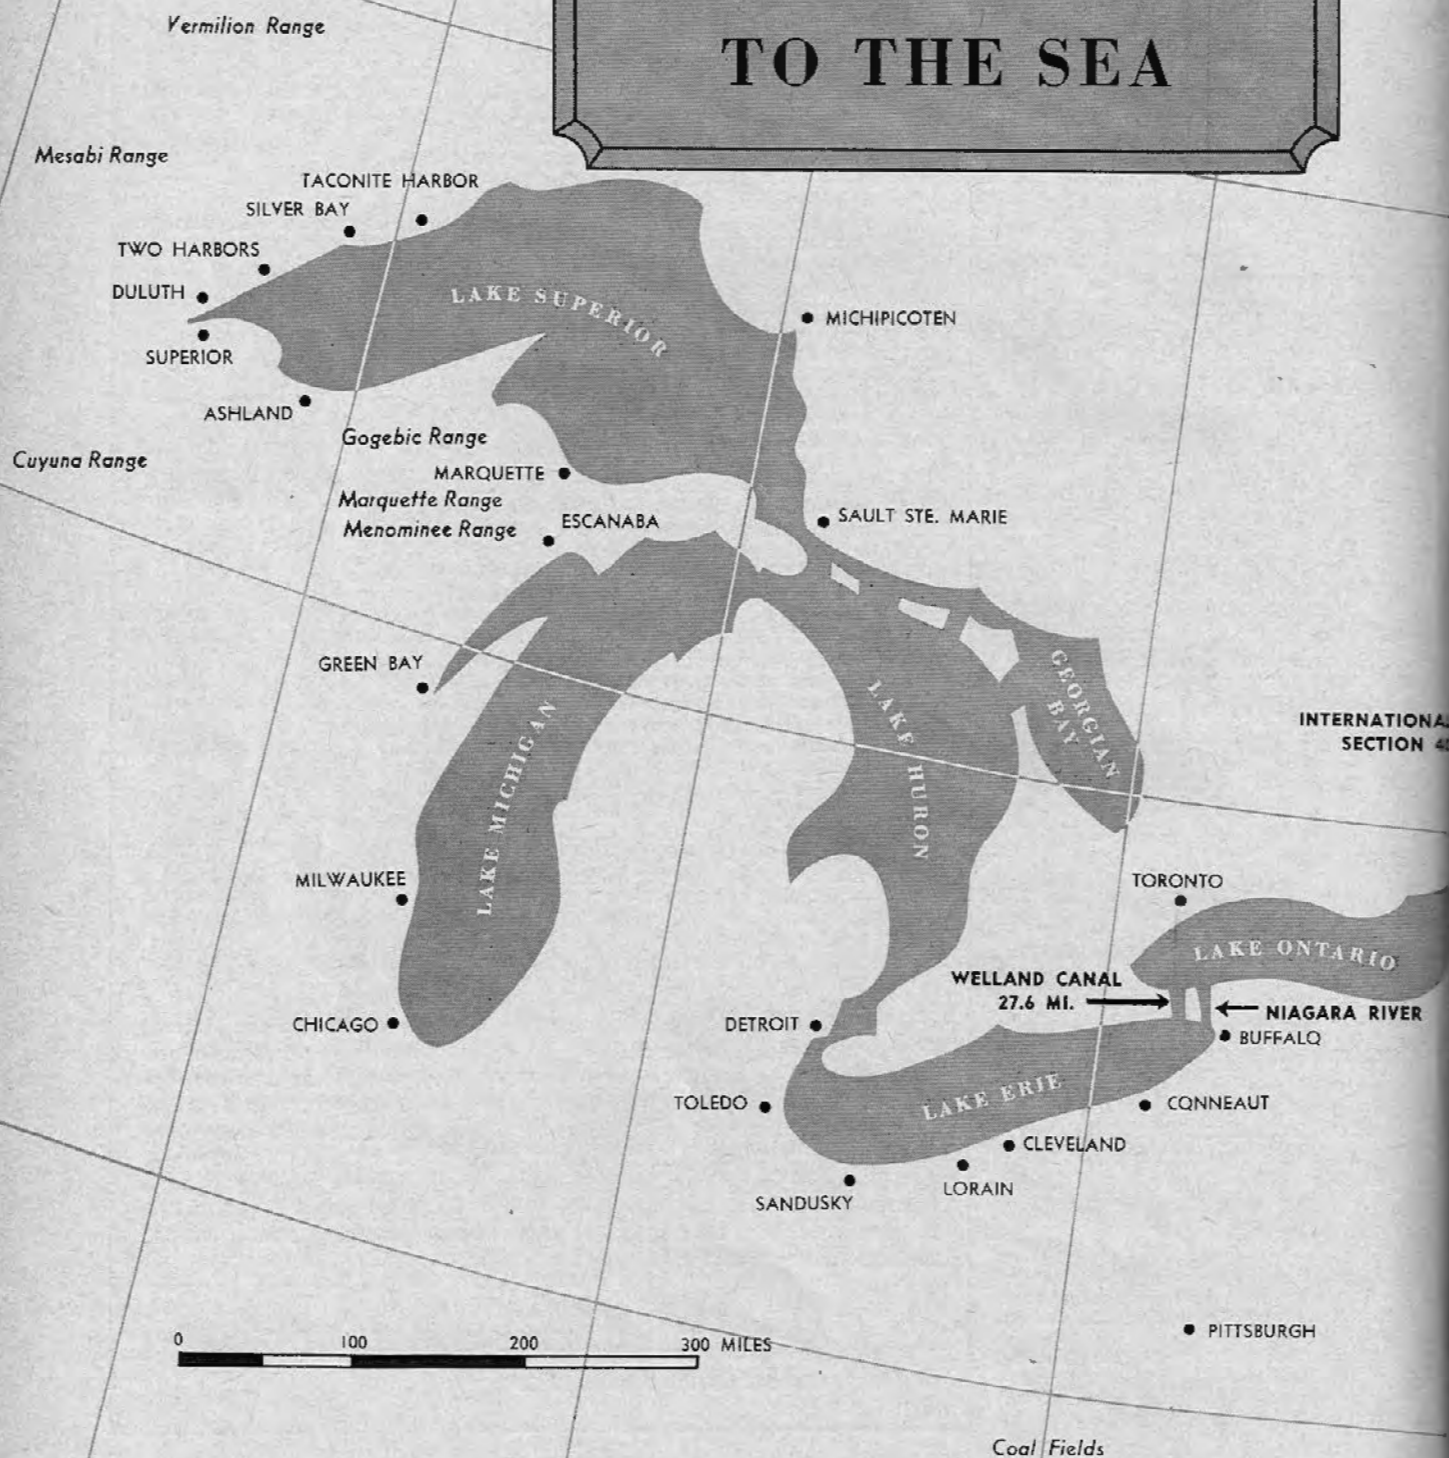 TO THE SEA
Vermilion Range
Mesabi Range
TACONITE HARBOR
SILVER BAY
TWO HARBORS
DULUTH
SUPERIOR
ASHLAND
LAKE SUPERIOR
MICHIPICOTEN
Gogebic Range
Cuyuna Range
MARQUETTE
Marquette Range
Menominee Range
ESCANABA
SAULT STE. MARIE
GREEN BAY
LAKE MICHIGAN
LAKE HURON
GEORGIAN
BAY
INTERNATIONA
SECTION
MILWAUKEE
TORONTO
LAKE ONTARIO
WELLAND CANAL
27.6 MI.
NIAGARA RIVER
CHICAGO
DETROIT
BUFFALO
TOLEDO
LAKE ERIE
CONNEAUT
CLEVELAND
LORAIN
SANDUSKY
PITTSBURGH
0 100 200 300 MILES
Coal Fields